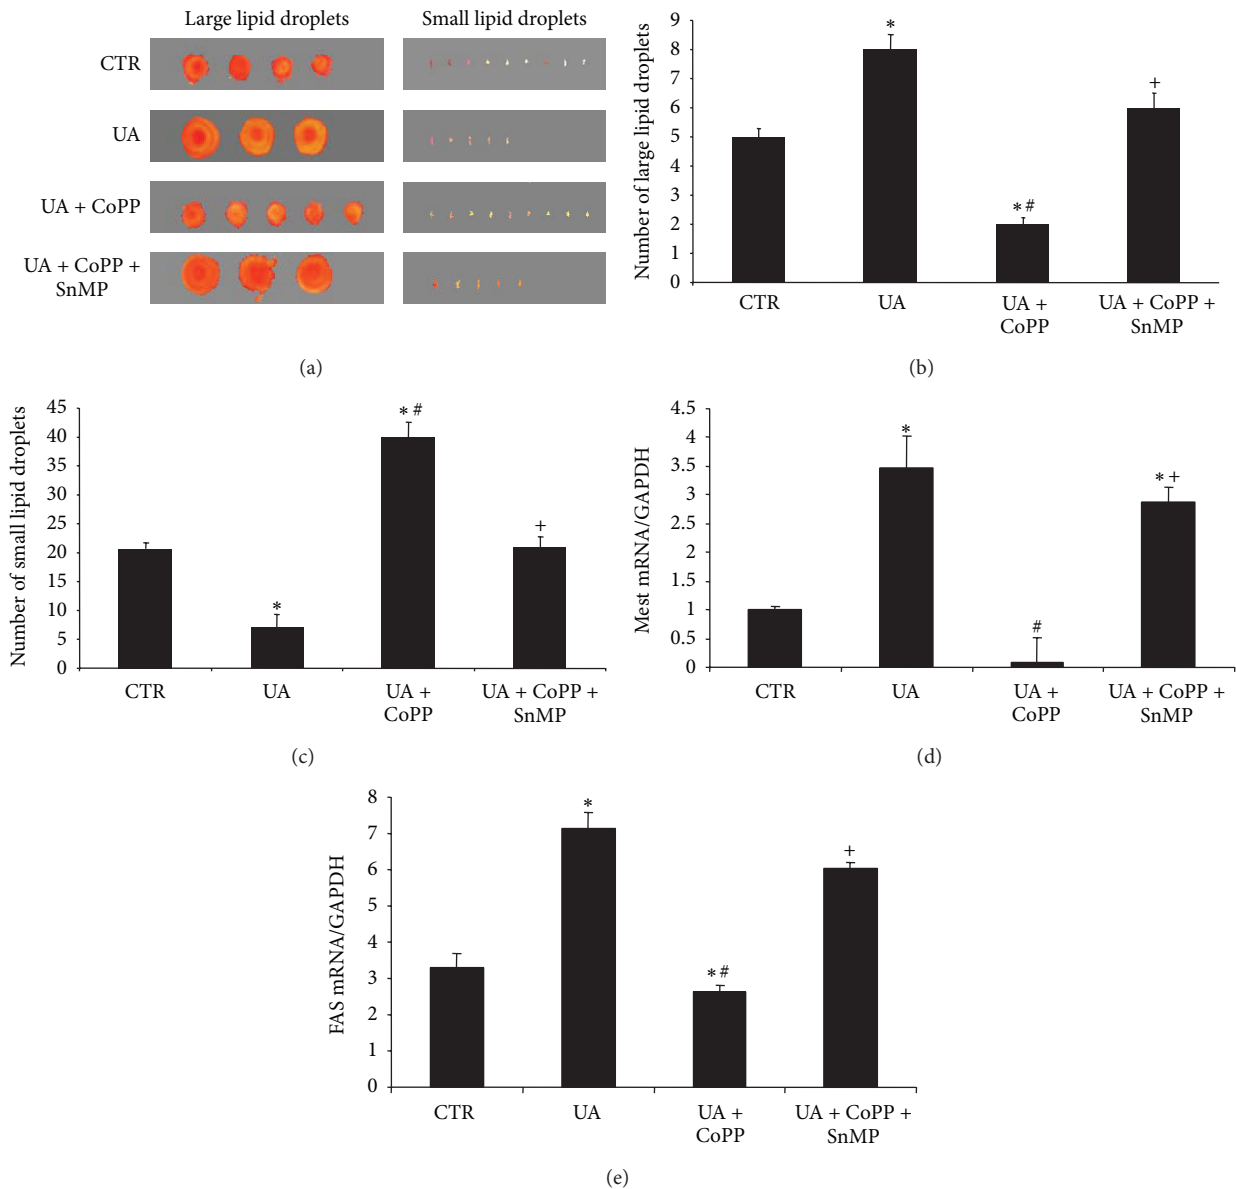 Large lipid droplets
Small lipid droplets
CTR
UA
UA + CoPP
UA + CoPP +
SnMP
(a)
Number of large lipid droplets
9
8
7
6
5
4
3
2
1
0
*
* #
+
CTR
UA
UA +
CoPP
UA + CoPP +
SnMP
(b)
Number of small lipid droplets
45
40
35
30
25
20
15
10
5
0
*
* #
+
CTR
UA
UA +
CoPP
UA + CoPP +
SnMP
(c)
Mest mRNA/GAPDH
4.5
4
3.5
3
2.5
2
1.5
1
0.5
0
*
#
* +
CTR
UA
UA +
CoPP
UA + CoPP +
SnMP
(d)
FAS mRNA/GAPDH
8
7
6
5
4
3
2
1
0
*
* #
+
CTR
UA
UA +
CoPP
UA + CoPP +
SnMP
(e)